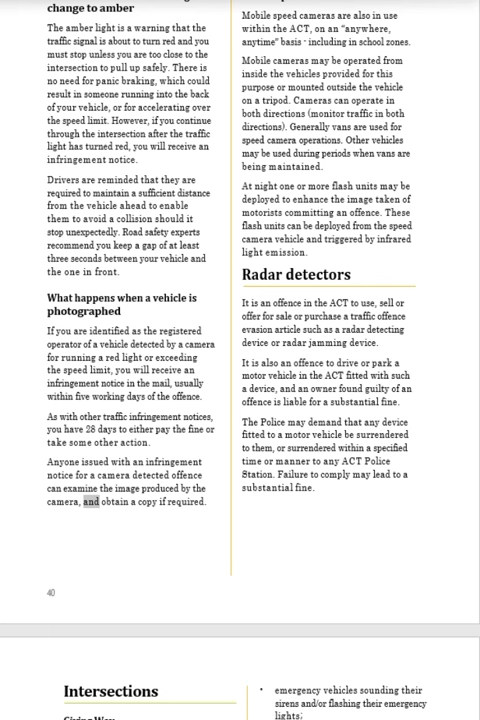 change to amber
The amber light is a warning that the
traffic signal is about to turn red and you
must stop unless you are too close to the
intersection to pull up safely. There is
no need for panic braking, which could
result in someone running into the back
of your vehicle, or for accelerating over
the speed limit. However, if you continue
through the intersection after the traffic
light has turned red, you will receive an
infringement notice.
Drivers are reminded that they are
required to maintain a sufficient distance
from the vehicle ahead to enable
them to avoid a collision should it
stop unexpectedly. Road safety experts
recommend you keep a gap of at least
three seconds between your vehicle and
the one in front.
What happens when a vehicle is
photographed
If you are identified as the registered
operator of a vehicle detected by a camera
for running a red light or exceeding
the speed limit, you will receive an
infringement notice in the mail, usually
within five working days of the offence.
As with other traffic infringement notices,
you have 28 days to either pay the fine or
take some other action.
Anyone issued with an infringement
notice for a camera detected offence
can examine the image produced by the
camera, and obtain a copy if required.
40
Mobile speed cameras are also in use
within the ACT, on an "anywhere,
anytime" basis - including in school zones.
Mobile cameras may be operated from
inside the vehicles provided for this
purpose or mounted outside the vehicle
on a tripod. Cameras can operate in
both directions (monitor traffic in both
directions). Generally vans are used for
speed camera operations. Other vehicles
may be used during periods when vans are
being maintained.
At night one or more flash units may be
deployed to enhance the image taken of
motorists committing an offence. These
flash units can be deployed from the speed
camera vehicle and triggered by infrared
light emission.
Radar detectors
It is an offence in the ACT to use, sell or
offer for sale or purchase a traffic offence
evasion article such as a radar detecting
device or radar jamming device.
It is also an offence to drive or park a
motor vehicle in the ACT fitted with such
a device, and an owner found guilty of an
offence is liable for a substantial fine.
The Police may demand that any device
fitted to a motor vehicle be surrendered
to them, or surrendered within a specified
time or manner to any ACT Police
Station. Failure to comply may lead to a
substantial fine.
Intersections
• emergency vehicles sounding their
sirens and/or flashing their emergency
lights;